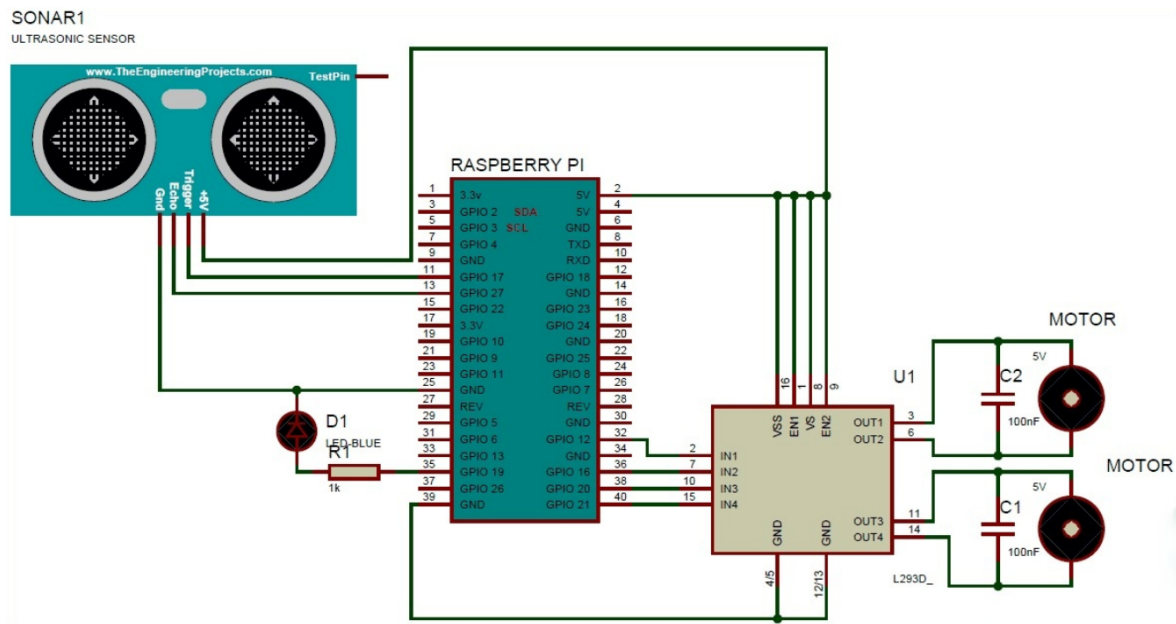 SONAR1
ULTRASONIC SENSOR
www.TheEngineeringProjects.com
TestPin
Gnd
Echo
Trigger
+5V
RASPBERRY PI
1 3.3v 5V 2
3 GPIO 2 SDA 5V 4
5 GPIO 3 SCL GND 6
7 GPIO 4 TXD 8
9 GND RXD 10
11 GPIO 17 GPIO 18 12
13 GPIO 27 GND 14
15 GPIO 22 GPIO 23 16
17 3.3V GPIO 24 18
19 GPIO 10 GND 20
21 GPIO 9 GPIO 25 22
23 GPIO 11 GPIO 8 24
25 GND GPIO 7 26
27 REV REV 28
29 GPIO 5 GND 30
31 GPIO 6 GPIO 12 32
33 GPIO 13 GND 34
35 GPIO 19 GPIO 16 36
37 GPIO 26 GPIO 20 38
39 GND GPIO 21 40
D1
LED-BLUE
R1
1k
U1
16 1 8 9
VSS EN1 VS EN2
2 IN1
7 IN2
10 IN3
15 IN4
OUT1 3
OUT2 6
OUT3 11
OUT4 14
GND GND
4/5 12/13
L293D_
MOTOR
5V
C2
100nF
MOTOR
5V
C1
100nF